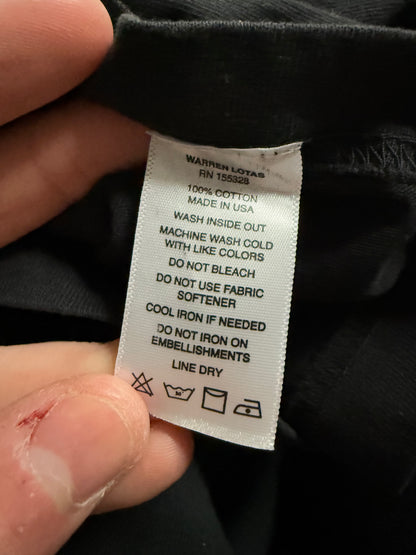 WARREN LOTAS
RN 155328
100% COTTON
MADE IN USA
WASH INSIDE OUT
MACHINE WASH COLD
WITH LIKE COLORS
DO NOT BLEACH
DO NOT USE FABRIC
SOFTENER
COOL IRON IF NEEDED
DO NOT IRON ON
EMBELLISHMENTS
LINE DRY
30